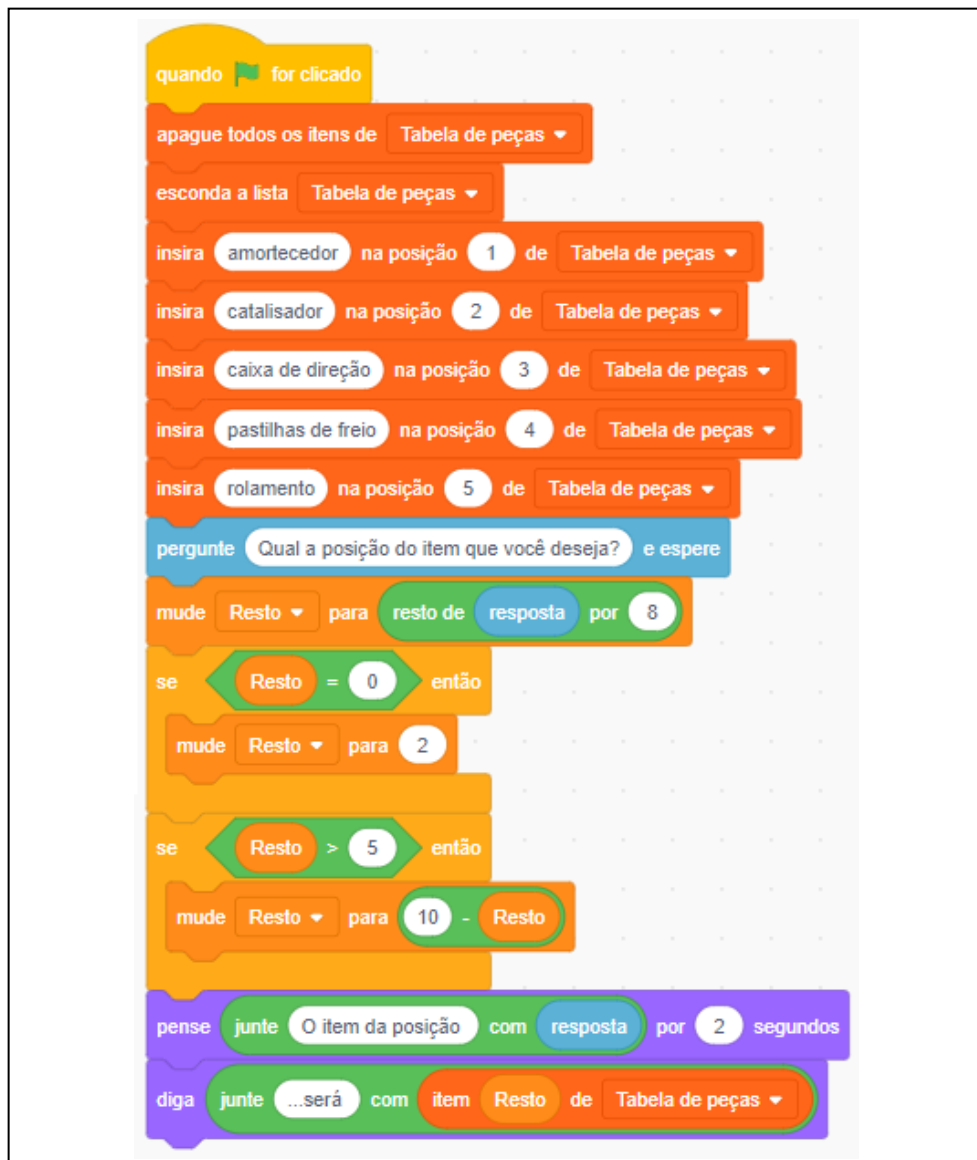 quando for clicado
apague todos os itens de Tabela de peças
esconda a lista Tabela de peças
insira amortecedor na posição 1 de Tabela de peças
insira catalisador na posição 2 de Tabela de peças
insira caixa de direção na posição 3 de Tabela de peças
insira pastilhas de freio na posição 4 de Tabela de peças
insira rolamento na posição 5 de Tabela de peças
pergunte Qual a posição do item que você deseja? e espere
mude Resto para resto de resposta por 8
se Resto = 0 então
mude Resto para 2
se Resto > 5 então
mude Resto para 10 - Resto
pense junte O item da posição com resposta por 2 segundos
diga junte ...será com item Resto de Tabela de peças